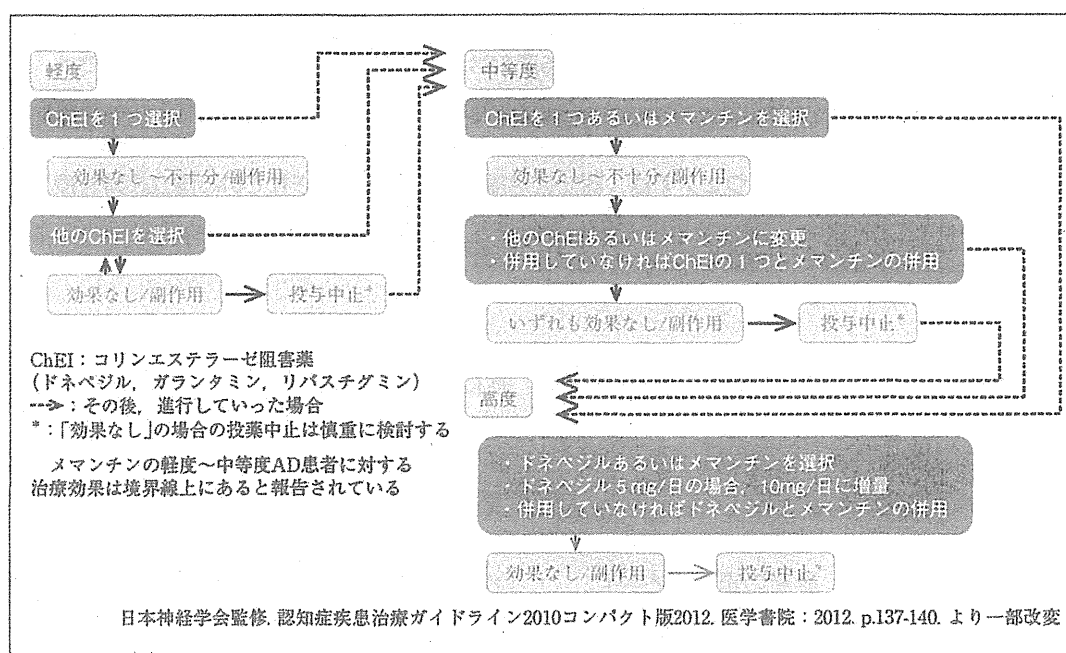 軽度
ChEIを1つ選択
効果なし～不十分/副作用
他のChEIを選択
効果なし/副作用
投与中止*
ChEI：コリンエステラーゼ阻害薬
(ドネペジル，ガランタミン，リバスチグミン)
--➤：その後，進行していった場合
*：「効果なし」の場合の投薬中止は慎重に検討する
メマンチンの軽度～中等度AD患者に対する
治療効果は境界線上にあると報告されている
中等度
ChEIを1つあるいはメマンチンを選択
効果なし～不十分/副作用
・他のChEIあるいはメマンチンに変更
・併用していなければChEIの1つとメマンチンの併用
いずれも効果なし/副作用
投与中止*
高度
・ドネペジルあるいはメマンチンを選択
・ドネペジル5mg/日の場合，10mg/日に増量
・併用していなければドネペジルとメマンチンの併用
効果なし/副作用
投与中止*
日本神経学会監修. 認知症疾患治療ガイドライン2010コンパクト版2012. 医学書院：2012. p.137-140. より一部改変